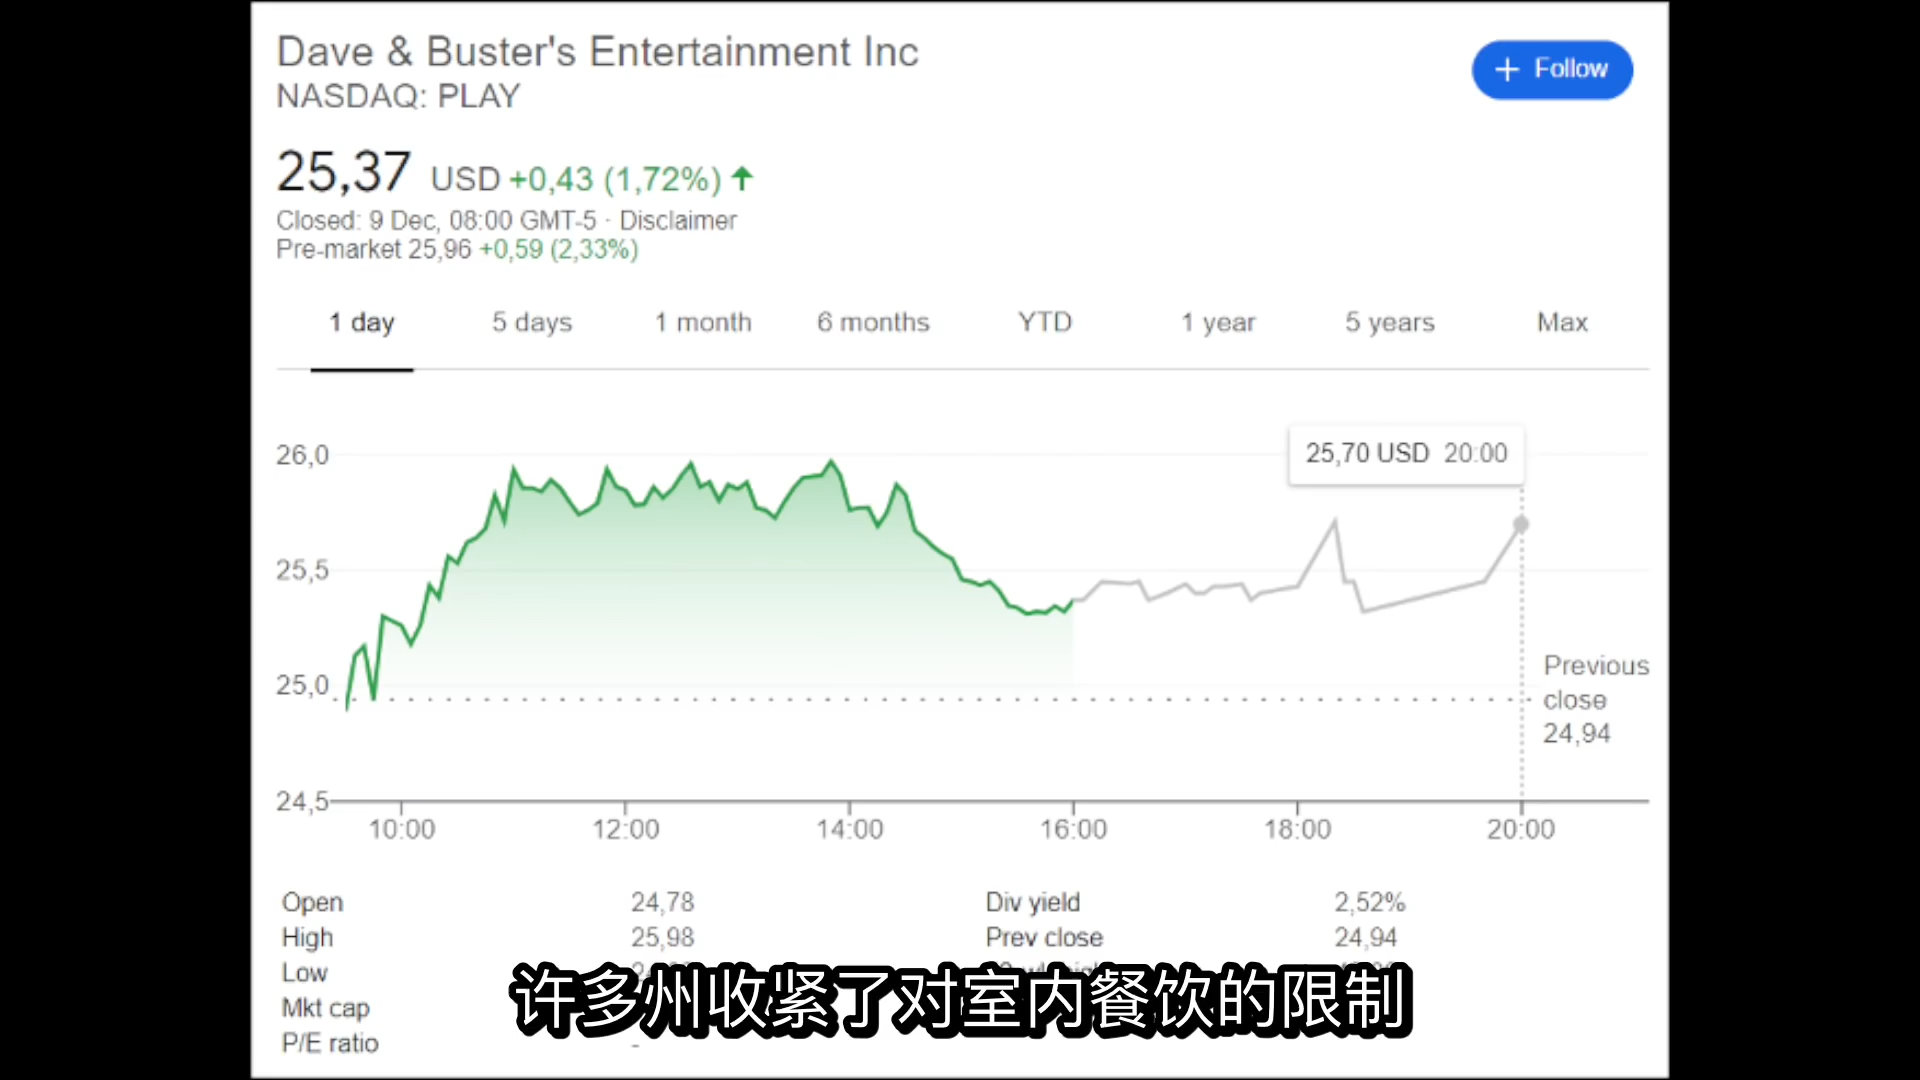 Dave & Buster's Entertainment Inc
NASDAQ: PLAY
+ Follow
25,37 USD +0,43 (1,72%)
Closed: 9 Dec, 08:00 GMT-5 · Disclaimer
Pre-market 25,96 +0,59 (2,33%)
1 day 5 days 1 month 6 months YTD 1 year 5 years Max
26,0
25,70 USD 20:00
25,5
25,0
Previous
close
24,94
24,5
10:00 12:00 14:00 16:00 18:00 20:00
Open 24,78 Div yield 2,52%
High 25,98 Prev close 24,94
Low
Mkt cap
P/E ratio -
许多州收紧了对室内餐饮的限制